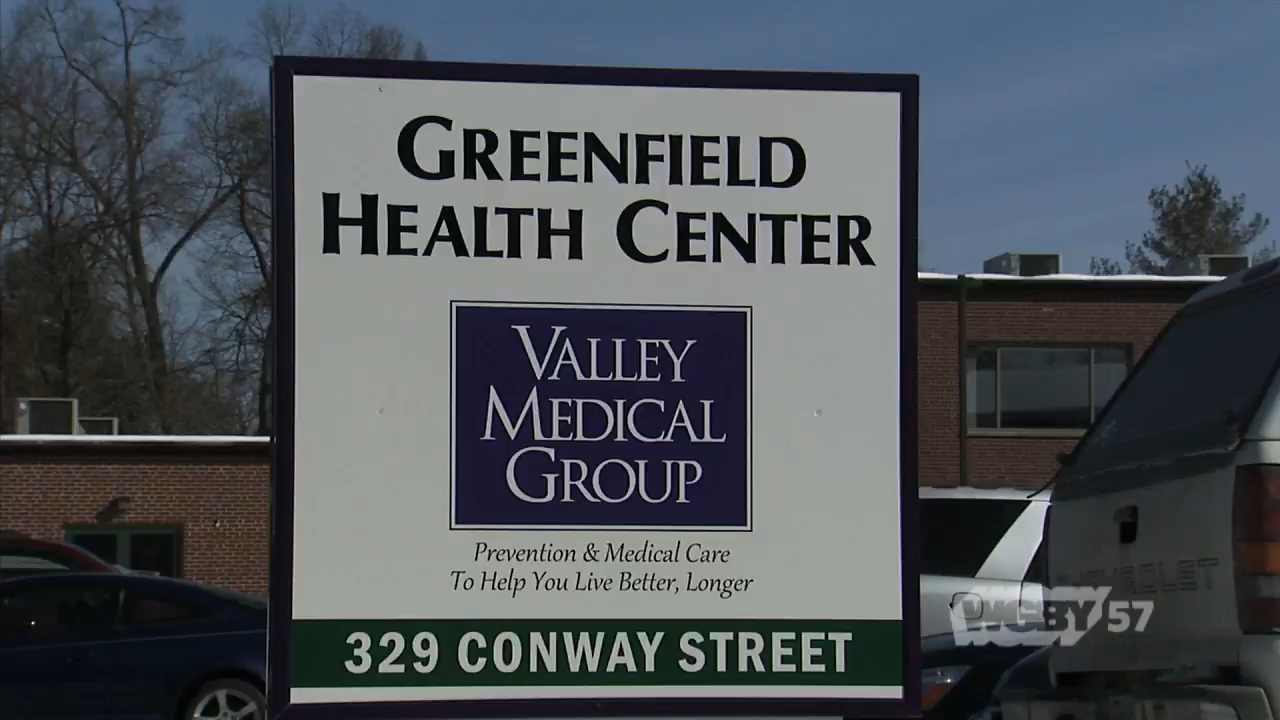 GREENFIELD
HEALTH CENTER
VALLEY
MEDICAL
GROUP
Prevention & Medical Care
To Help You Live Better, Longer
329 CONWAY STREET
CHEVROLET
WGBY 57